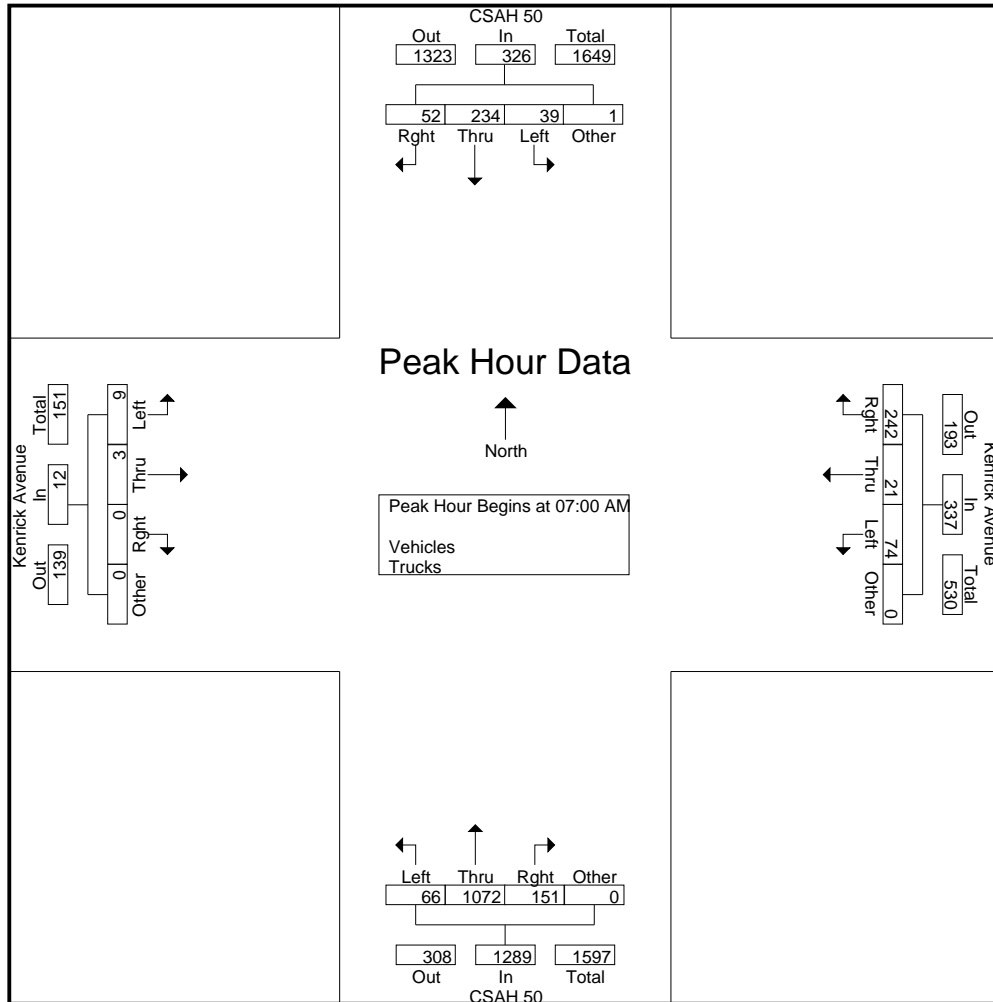 CSAH 50
Out In Total
1323 326 1649
52 234 39 1
Rght Thru Left Other
Peak Hour Data
North
Peak Hour Begins at 07:00 AM
Vehicles
Trucks
Kenrick Avenue
Out In Total
139 12 151
Left Thru Rght Other
9 3 0 0
Kenrick Avenue
Out In Total
193 337 530
Rght Thru Left Other
242 21 74 0
Left Thru Rght Other
66 1072 151 0
308 1289 1597
Out In Total
CSAH 50